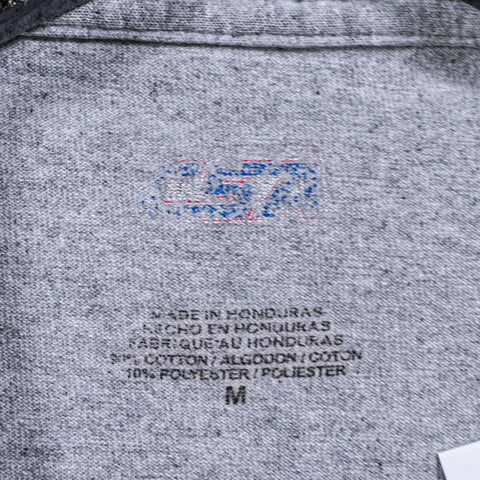 MADE IN HONDURAS
HECHO EN HONDURAS
FABRIQUE AU HONDURAS
90% COTTON / ALGODON / COTON
10% POLYESTER / POLIESTER
M